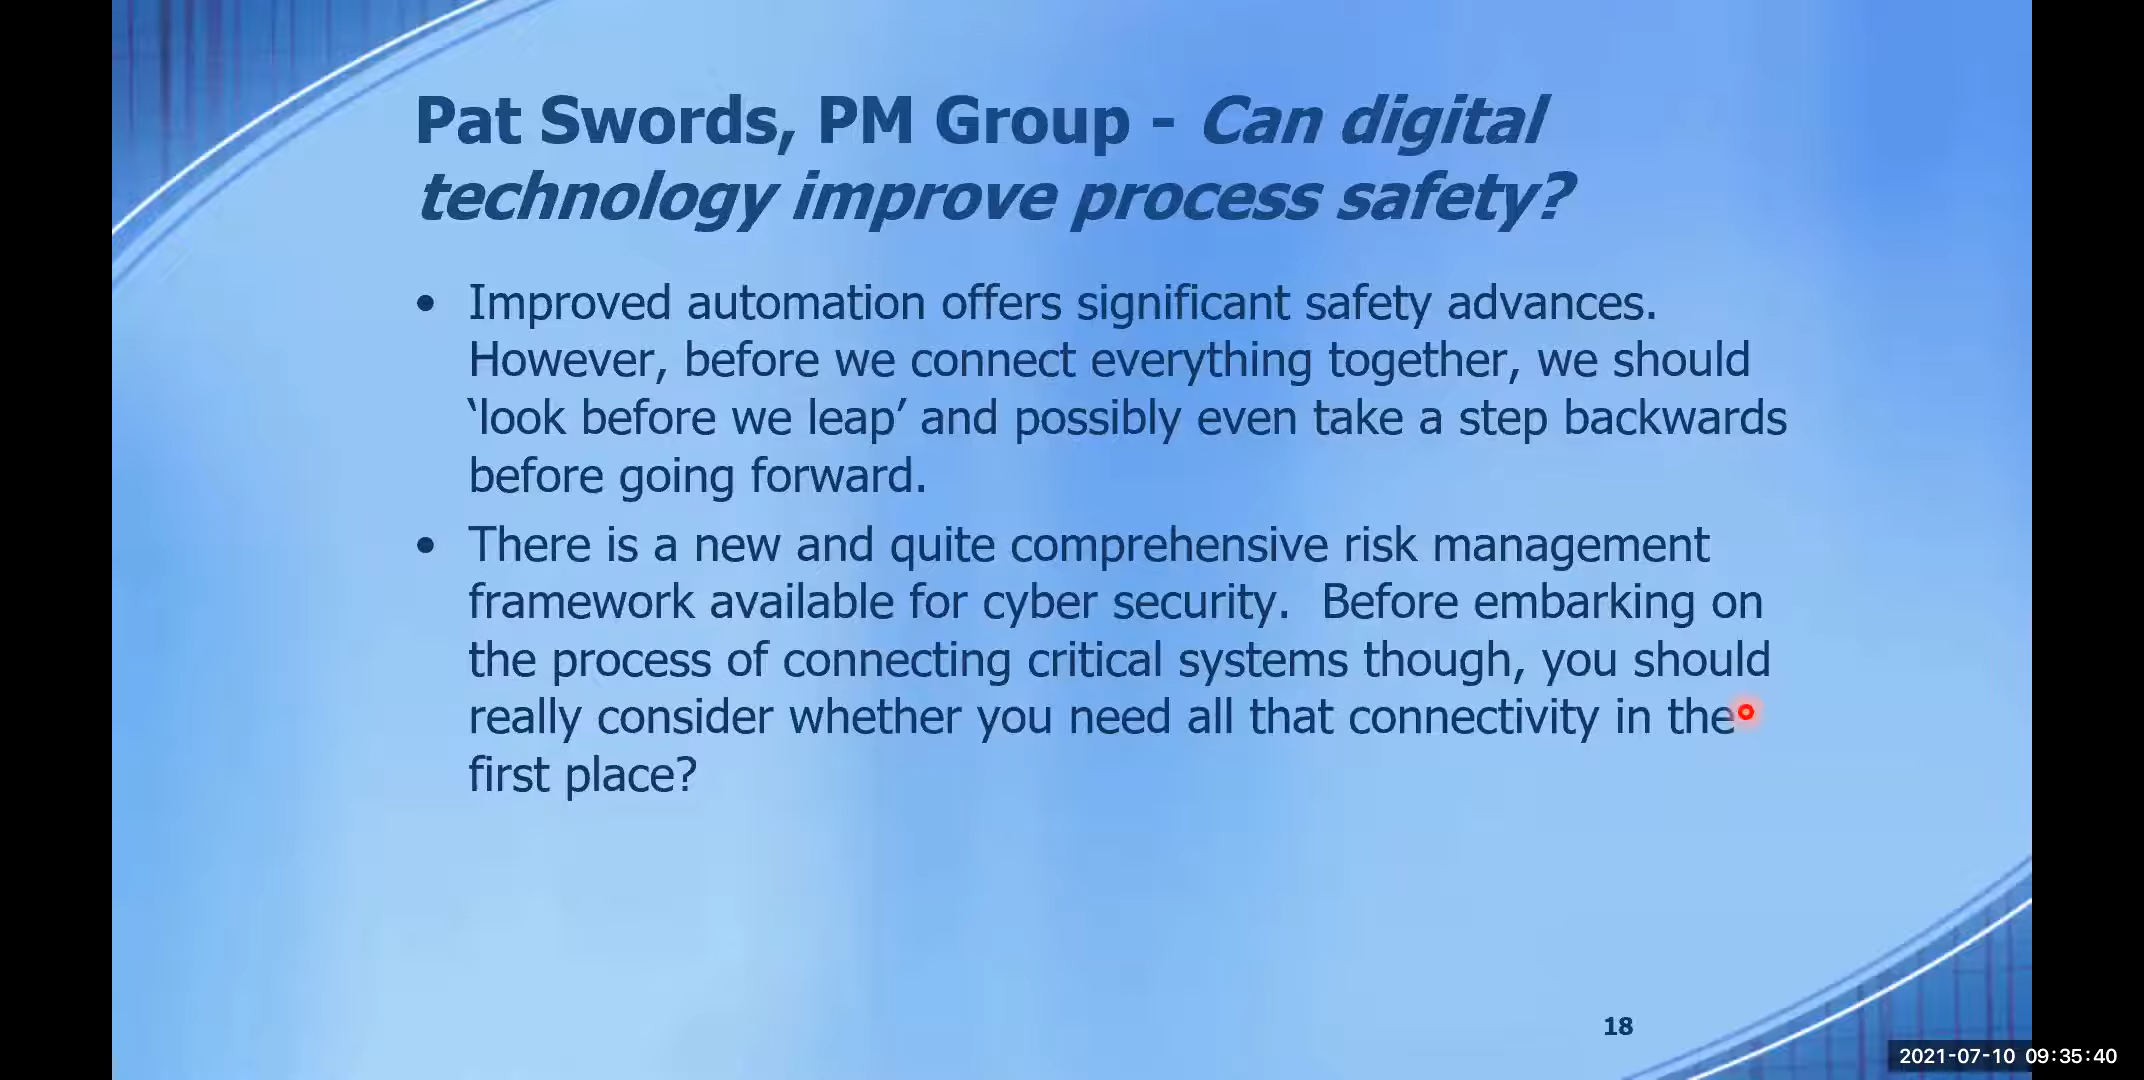 Pat Swords, PM Group - Can digital
technology improve process safety?
• Improved automation offers significant safety advances.
However, before we connect everything together, we should
‘look before we leap’ and possibly even take a step backwards
before going forward.
• There is a new and quite comprehensive risk management
framework available for cyber security.  Before embarking on
the process of connecting critical systems though, you should
really consider whether you need all that connectivity in the
first place?
18
2021-07-10 09:35:40